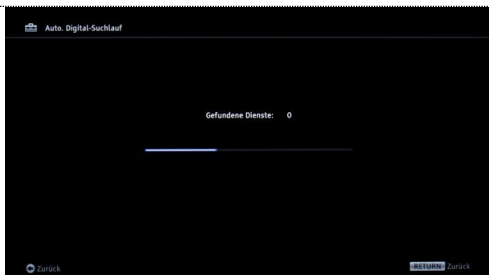 Auto. Digital-Suchlauf
Gefundene Dienste: 0
Zurück
RETURN Zurück